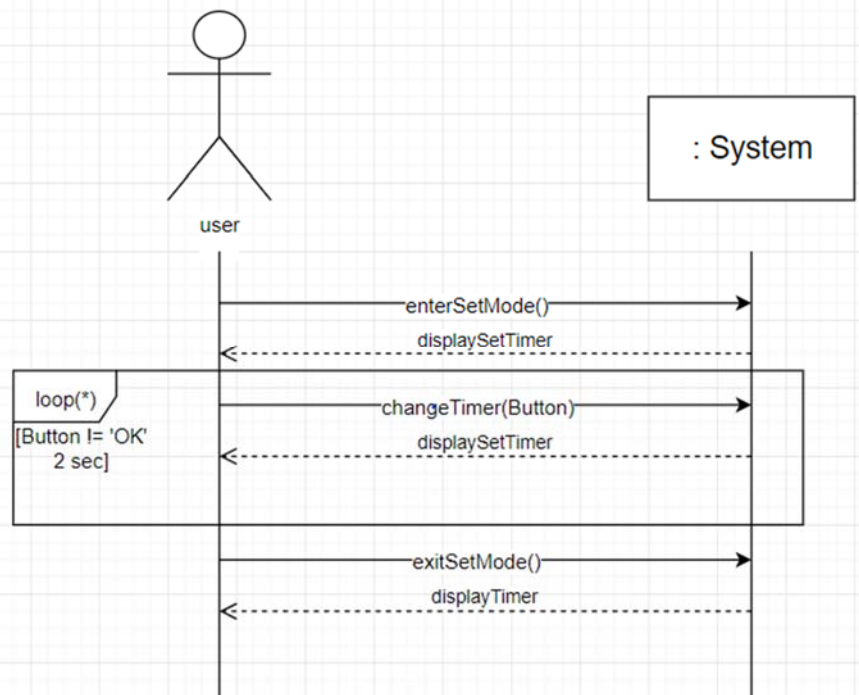 : System
user
enterSetMode()
displaySetTimer
loop(*)
changeTimer(Button)
[Button != 'OK'
2 sec]
displaySetTimer
exitSetMode()
displayTimer